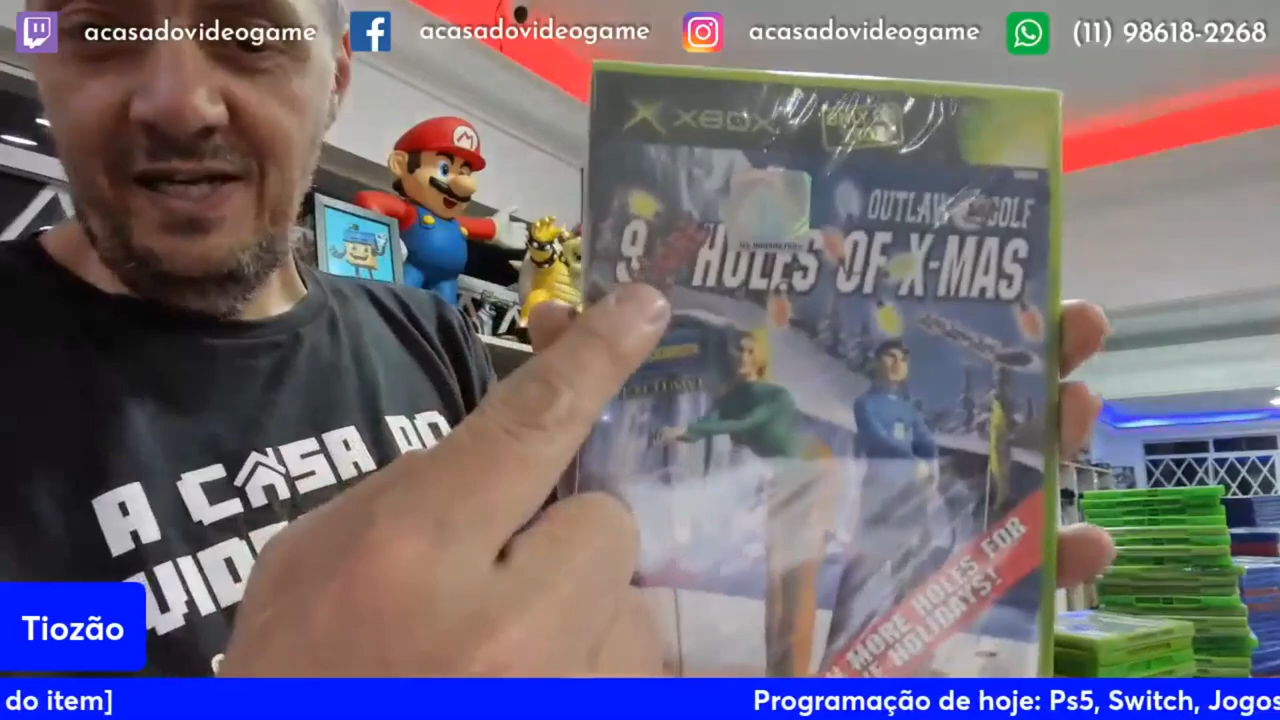 acasadovideogame
acasadovideogame
acasadovideogame
(11) 98618-2268
XBOX
OUTLAW GOLF
9 HOLES OF X-MAS
A CASA DO
MORE HOLES FOR
HOLIDAYS!
Tiozão
do item]
Programação de hoje: Ps5, Switch, Jogos